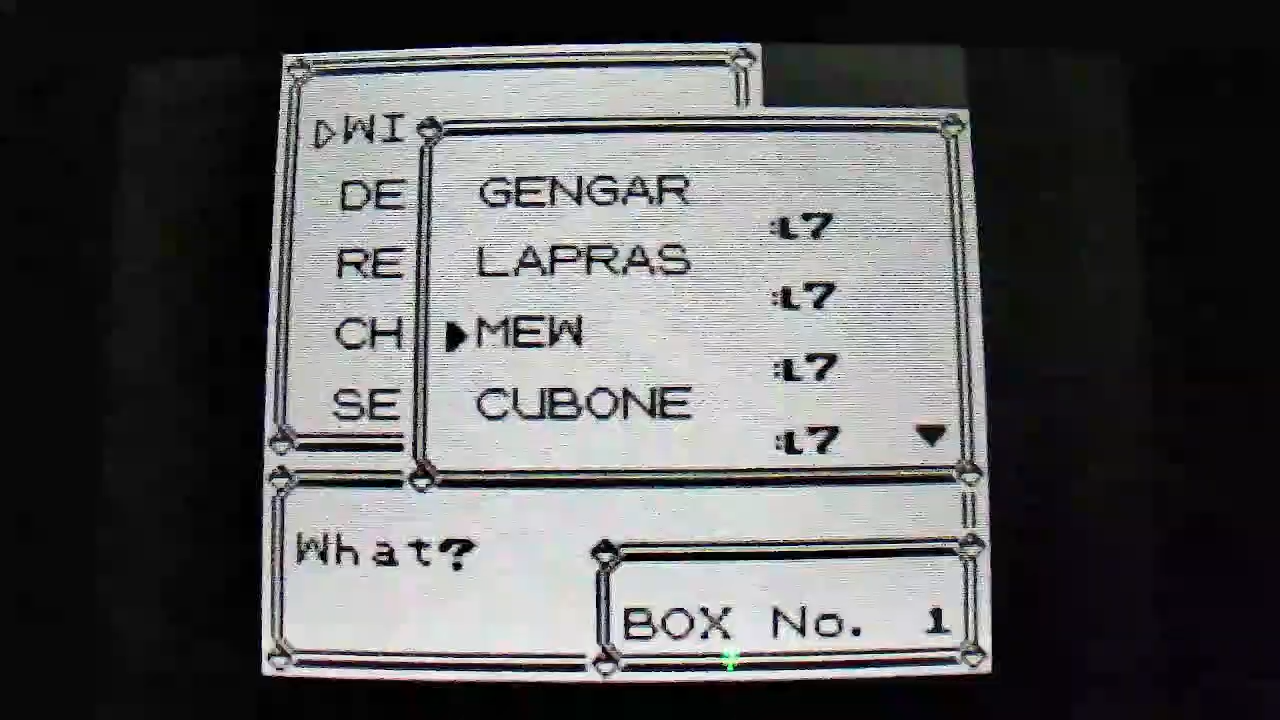 ▷WI
DE
RE
CH
SE
GENGAR
:L7
LAPRAS
:L7
▶MEW
:L7
CUBONE
:L7
What?
BOX No. 1